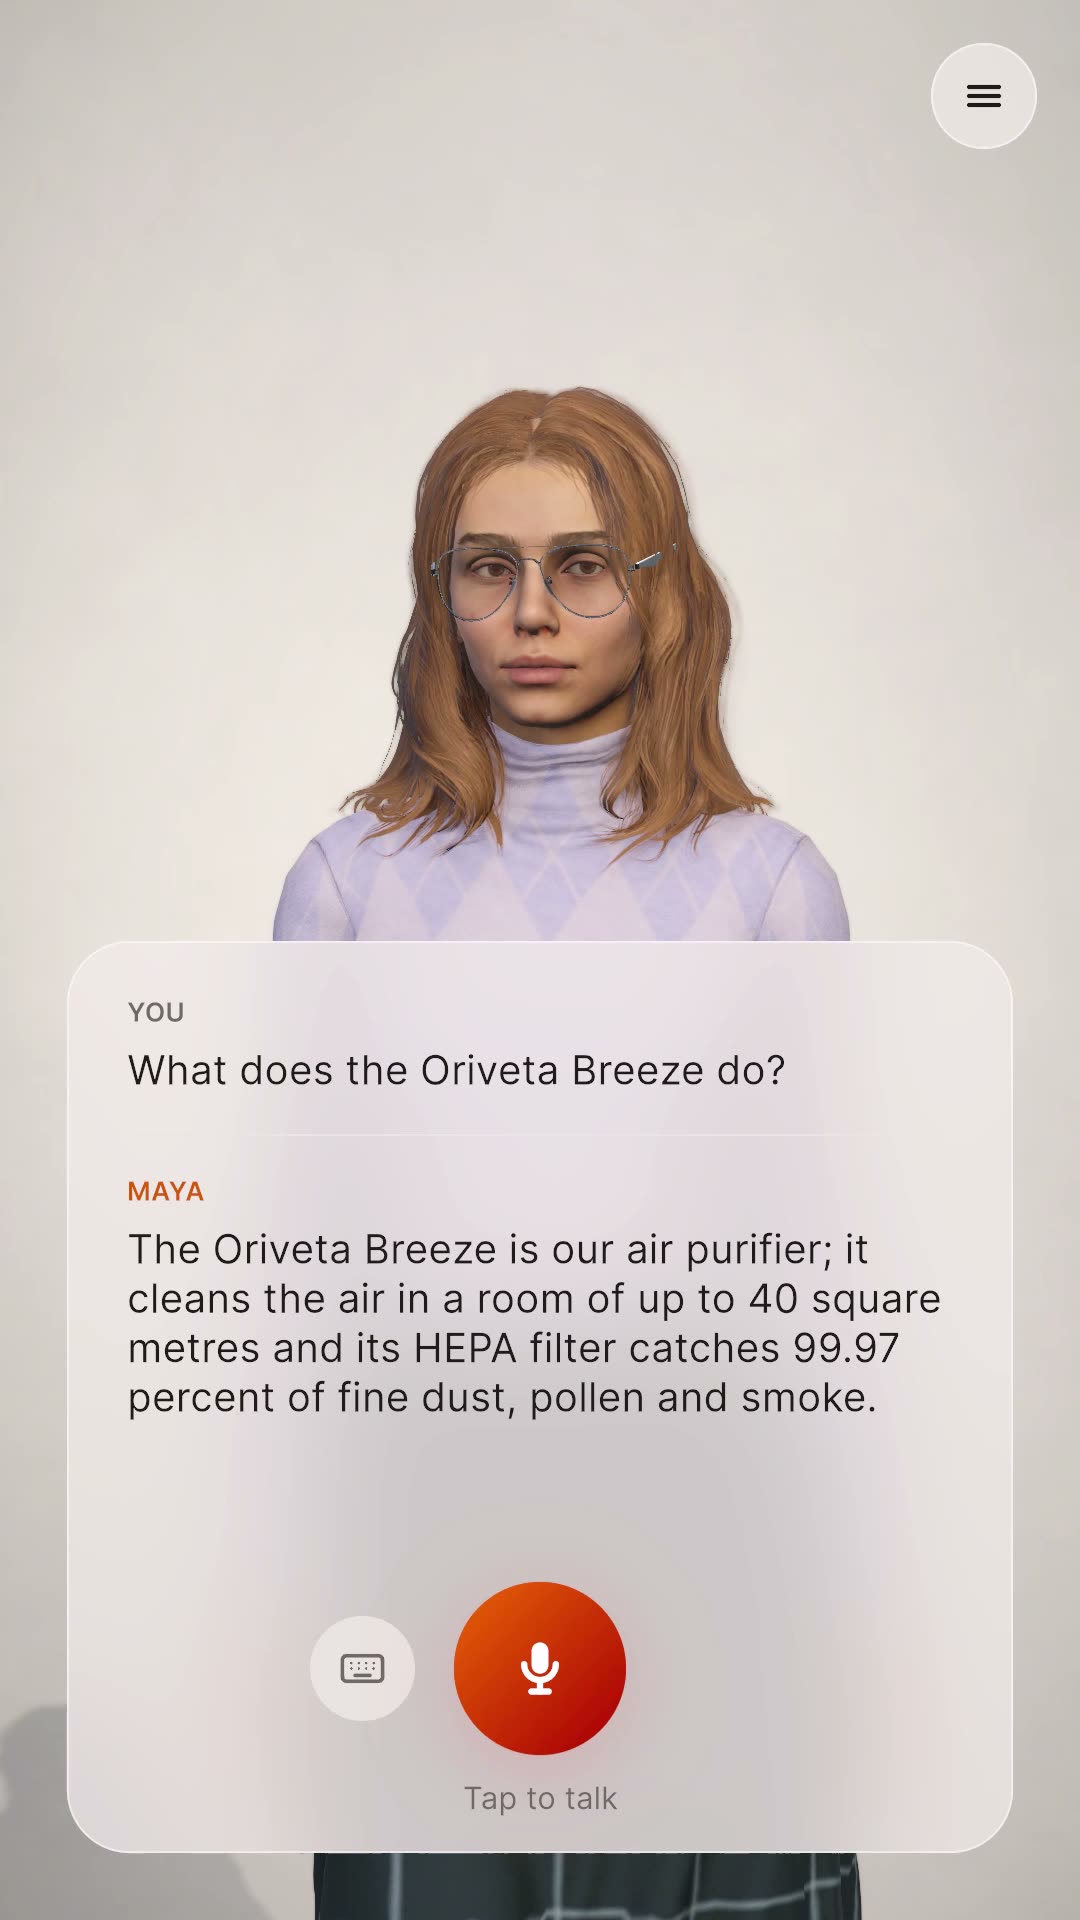 YOU
What does the Oriveta Breeze do?
MAYA
The Oriveta Breeze is our air purifier; it
cleans the air in a room of up to 40 square
metres and its HEPA filter catches 99.97
percent of fine dust, pollen and smoke.
Tap to talk